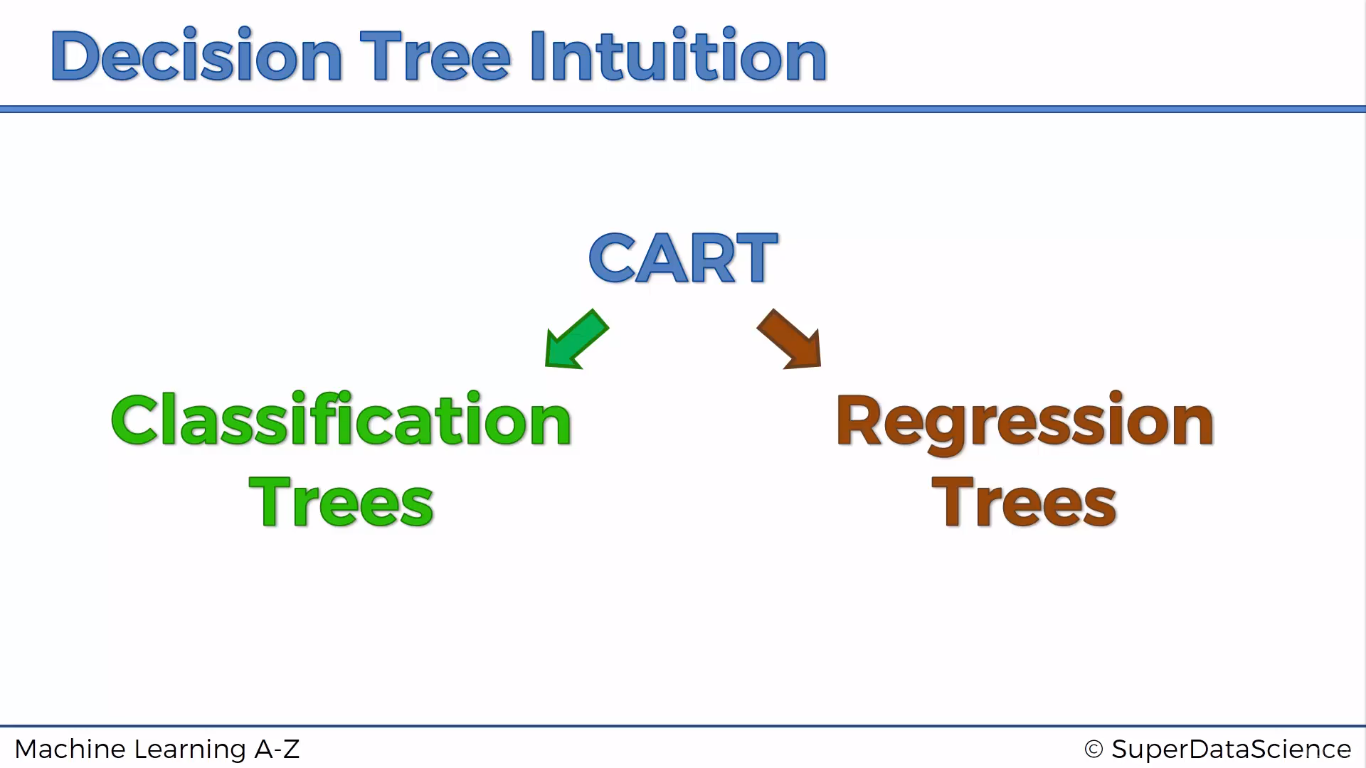 Decision Tree Intuition
CART
Classification
Trees
Regression
Trees
Machine Learning A-Z
© SuperDataScience